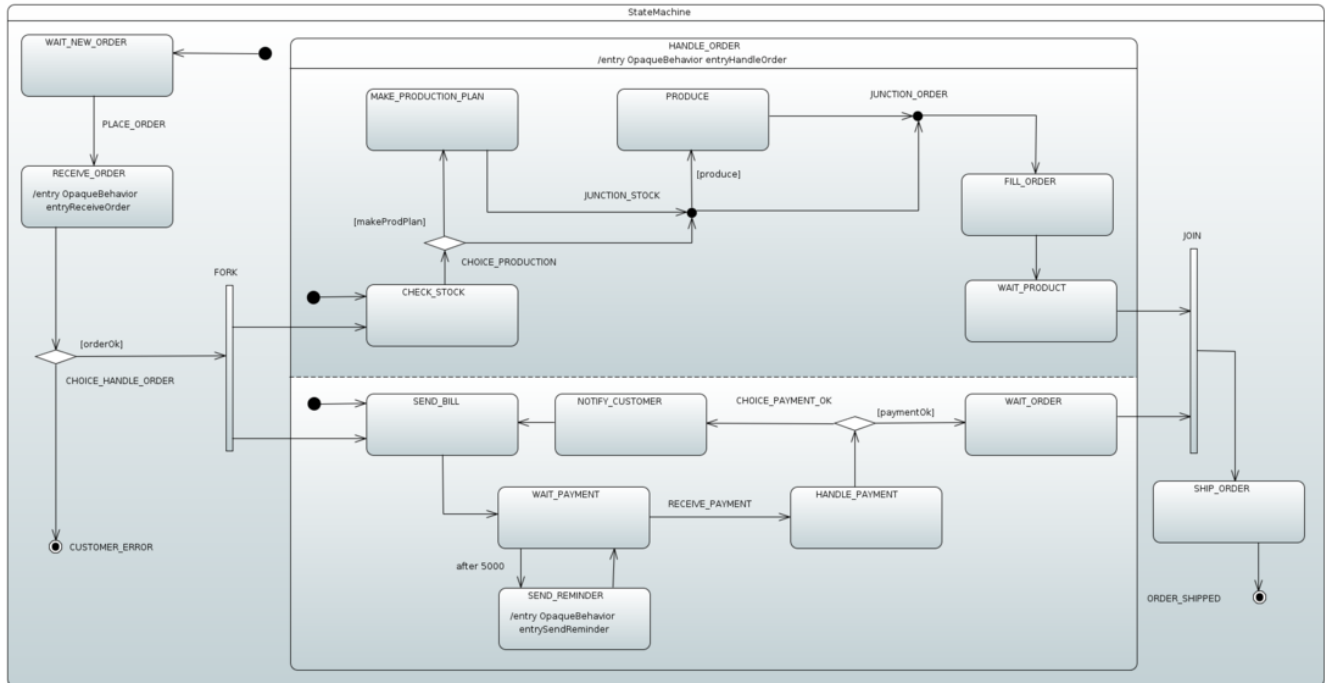 StateMachine
WAIT_NEW_ORDER
PLACE_ORDER
RECEIVE_ORDER
/entry OpaqueBehavior
entryReceiveOrder
[orderOk]
CHOICE_HANDLE_ORDER
CUSTOMER_ERROR
FORK
HANDLE_ORDER
/entry OpaqueBehavior entryHandleOrder
MAKE_PRODUCTION_PLAN
PRODUCE
JUNCTION_ORDER
[produce]
JUNCTION_STOCK
[makeProdPlan]
CHOICE_PRODUCTION
CHECK_STOCK
FILL_ORDER
WAIT_PRODUCT
SEND_BILL
NOTIFY_CUSTOMER
CHOICE_PAYMENT_OK
[paymentOk]
WAIT_ORDER
WAIT_PAYMENT
RECEIVE_PAYMENT
HANDLE_PAYMENT
after 5000
SEND_REMINDER
/entry OpaqueBehavior
entrySendReminder
JOIN
SHIP_ORDER
ORDER_SHIPPED